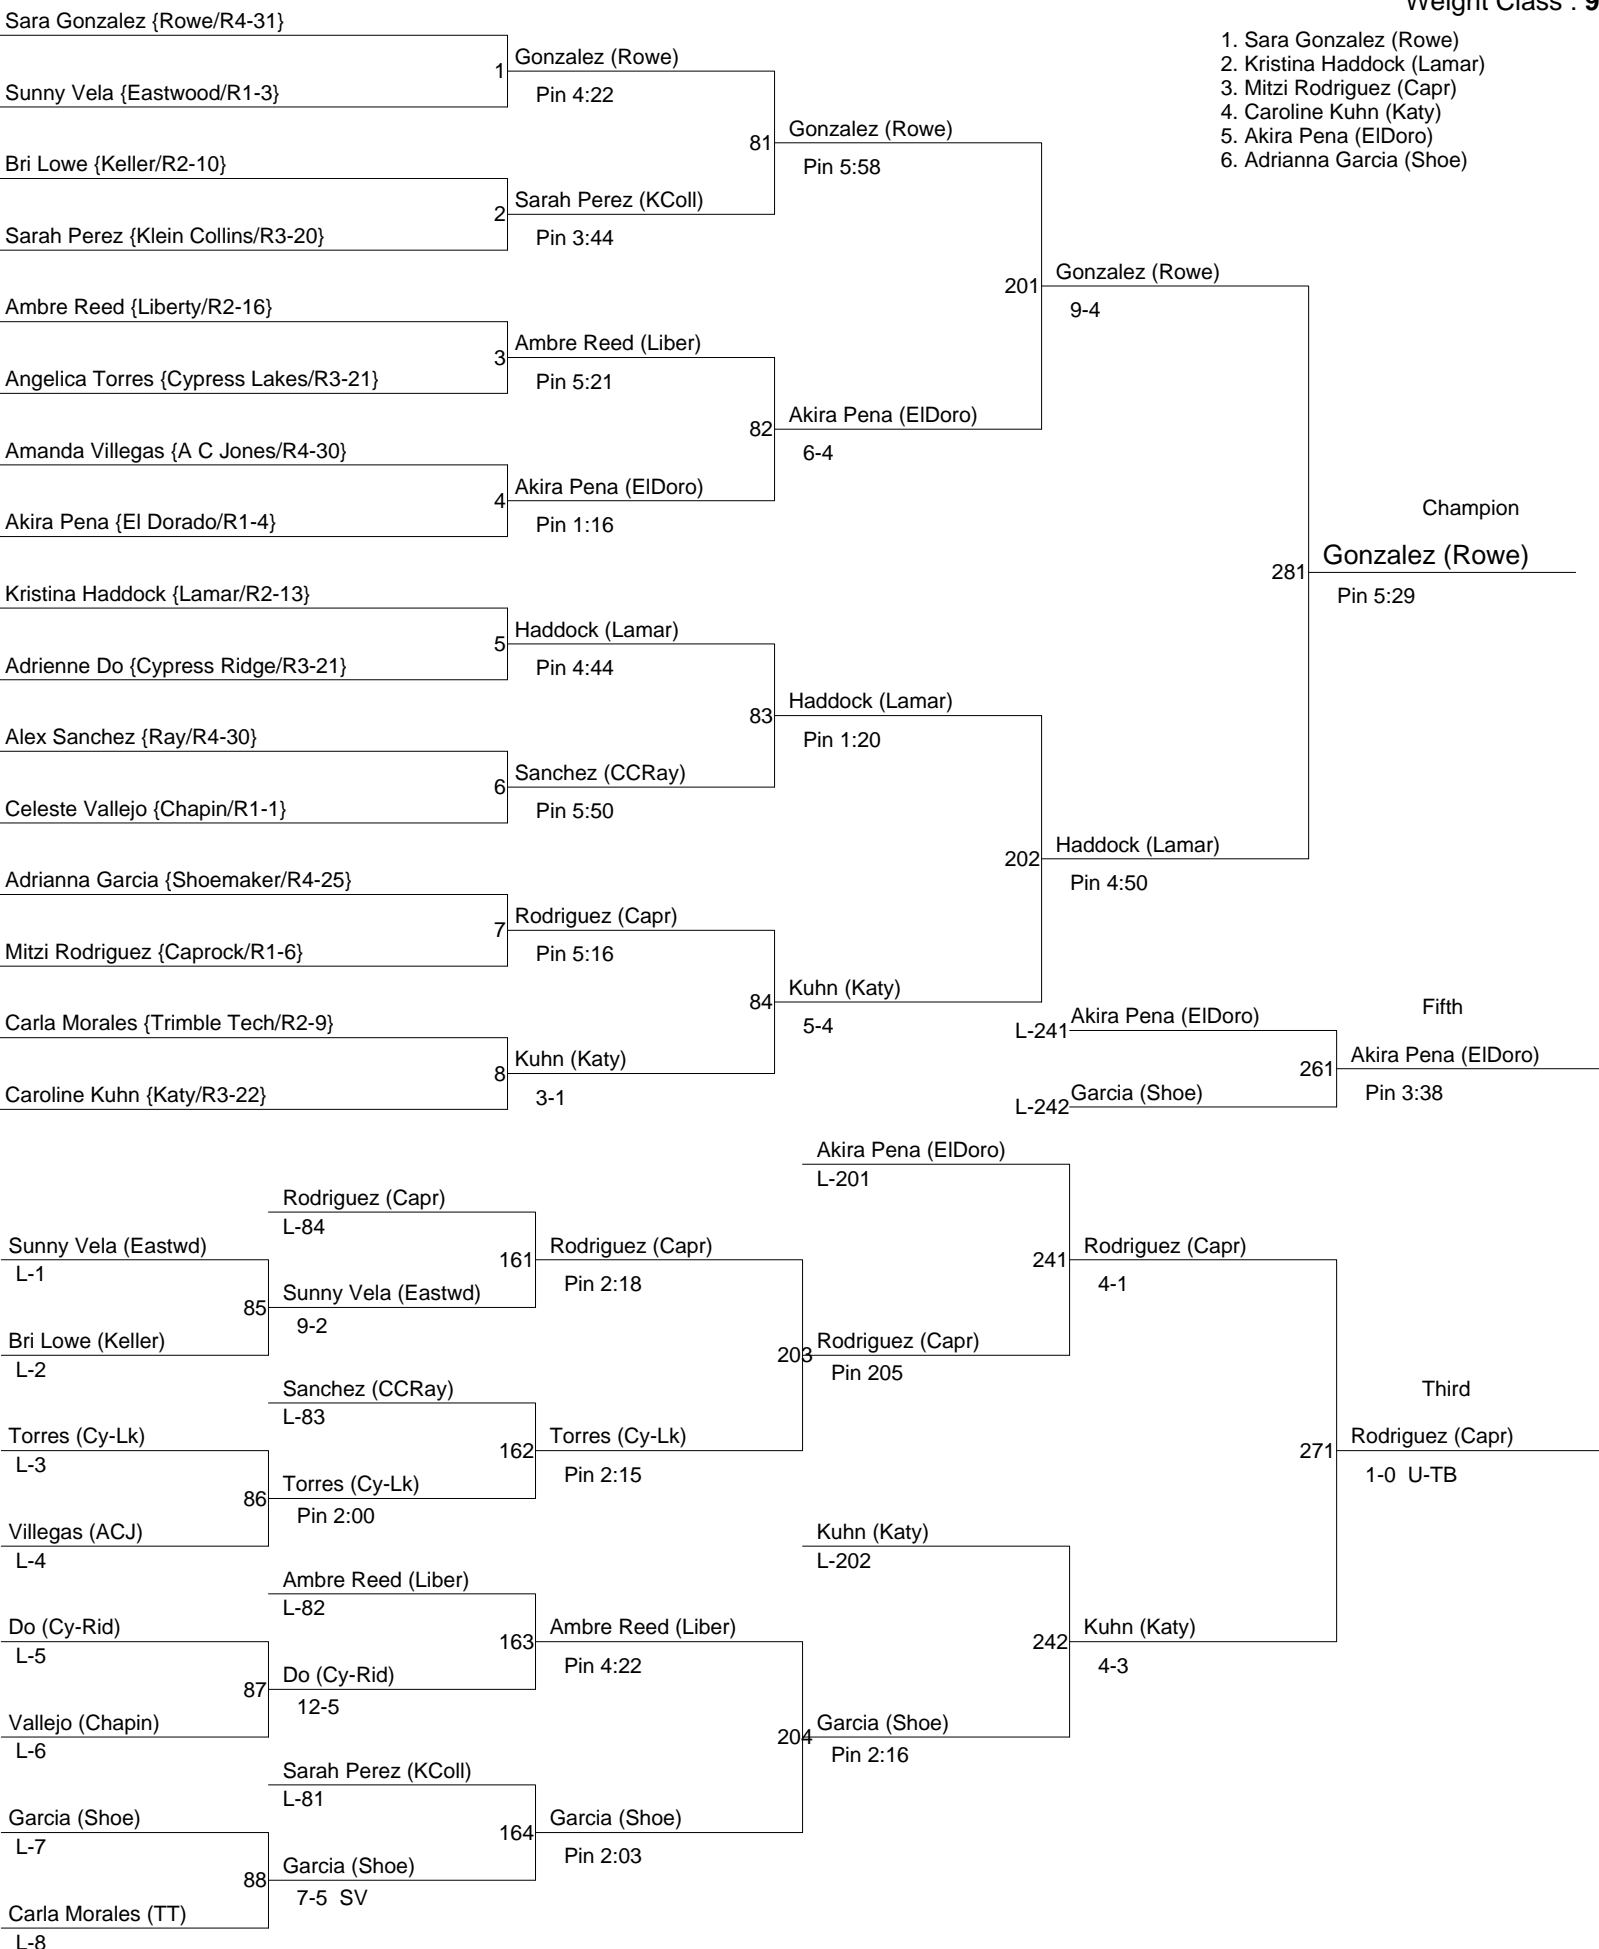 Weight Class : 9
1. Sara Gonzalez (Rowe)
2. Kristina Haddock (Lamar)
3. Mitzi Rodriguez (Capr)
4. Caroline Kuhn (Katy)
5. Akira Pena (ElDoro)
6. Adrianna Garcia (Shoe)
Sara Gonzalez {Rowe/R4-31}
1
Gonzalez (Rowe)
Pin 4:22
Sunny Vela {Eastwood/R1-3}
81
Gonzalez (Rowe)
Pin 5:58
Bri Lowe {Keller/R2-10}
2
Sarah Perez (KColl)
Pin 3:44
Sarah Perez {Klein Collins/R3-20}
201
Gonzalez (Rowe)
9-4
Ambre Reed {Liberty/R2-16}
3
Ambre Reed (Liber)
Pin 5:21
Angelica Torres {Cypress Lakes/R3-21}
82
Akira Pena (ElDoro)
6-4
Amanda Villegas {A C Jones/R4-30}
4
Akira Pena (ElDoro)
Pin 1:16
Akira Pena {El Dorado/R1-4}
Champion
281
Gonzalez (Rowe)
Pin 5:29
Kristina Haddock {Lamar/R2-13}
5
Haddock (Lamar)
Pin 4:44
Adrienne Do {Cypress Ridge/R3-21}
83
Haddock (Lamar)
Pin 1:20
Alex Sanchez {Ray/R4-30}
6
Sanchez (CCRay)
Pin 5:50
Celeste Vallejo {Chapin/R1-1}
202
Haddock (Lamar)
Pin 4:50
Adrianna Garcia {Shoemaker/R4-25}
7
Rodriguez (Capr)
Pin 5:16
Mitzi Rodriguez {Caprock/R1-6}
84
Kuhn (Katy)
5-4
Carla Morales {Trimble Tech/R2-9}
8
Kuhn (Katy)
3-1
Caroline Kuhn {Katy/R3-22}
Fifth
L-241
Akira Pena (ElDoro)
261
Akira Pena (ElDoro)
Pin 3:38
L-242
Garcia (Shoe)
Akira Pena (ElDoro)
L-201
Rodriguez (Capr)
L-84
Sunny Vela (Eastwd)
L-1
161
Rodriguez (Capr)
Pin 2:18
241
Rodriguez (Capr)
4-1
85
Sunny Vela (Eastwd)
9-2
Bri Lowe (Keller)
L-2
203
Rodriguez (Capr)
Pin 205
Sanchez (CCRay)
L-83
Third
Torres (Cy-Lk)
L-3
162
Torres (Cy-Lk)
Pin 2:15
271
Rodriguez (Capr)
1-0 U-TB
86
Torres (Cy-Lk)
Pin 2:00
Villegas (ACJ)
L-4
Kuhn (Katy)
L-202
Ambre Reed (Liber)
L-82
Do (Cy-Rid)
L-5
163
Ambre Reed (Liber)
Pin 4:22
242
Kuhn (Katy)
4-3
87
Do (Cy-Rid)
12-5
Vallejo (Chapin)
L-6
204
Garcia (Shoe)
Pin 2:16
Sarah Perez (KColl)
L-81
Garcia (Shoe)
L-7
164
Garcia (Shoe)
Pin 2:03
88
Garcia (Shoe)
7-5 SV
Carla Morales (TT)
L-8